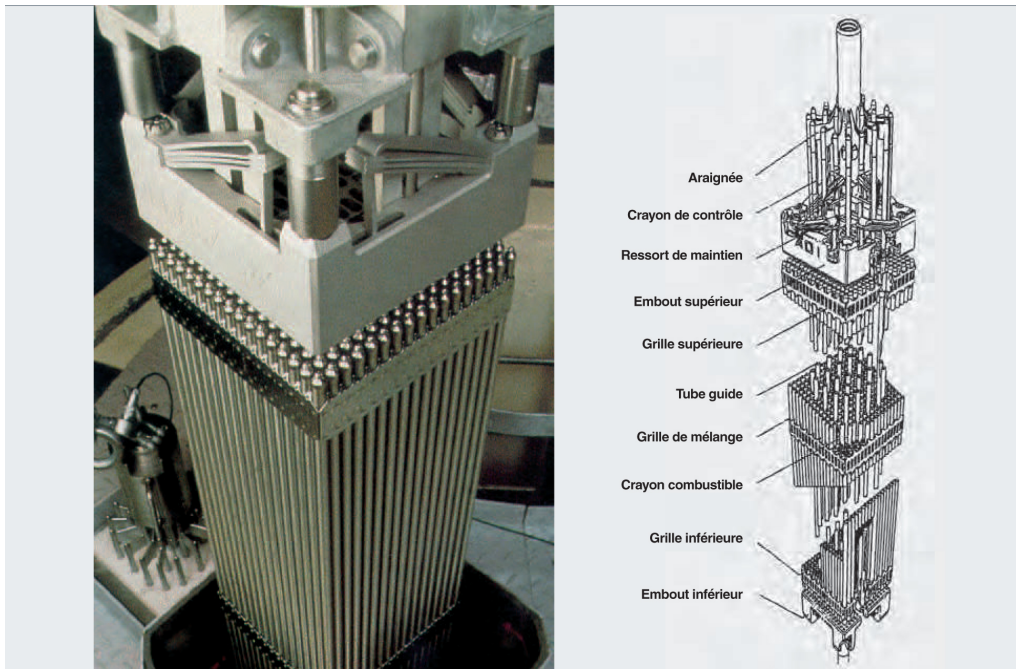 Araignée
Crayon de contrôle
Ressort de maintien
Embout supérieur
Grille supérieure
Tube guide
Grille de mélange
Crayon combustible
Grille inférieure
Embout inférieur